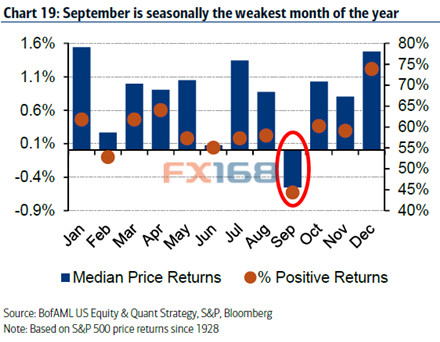 Chart 19: September is seasonally the weakest month of the year
1.6% 80%
75%
1.1% 70%
65%
0.6% 60%
0.1% 55%
50%
-0.4% 45%
-0.9% 40%
FX168
Jan Feb Mar Apr May Jun Jul Aug Sep Oct Nov Dec
Median Price Returns % Positive Returns
Source: BofAML US Equity & Quant Strategy, S&P, Bloomberg
Note: Based on S&P 500 price returns since 1928